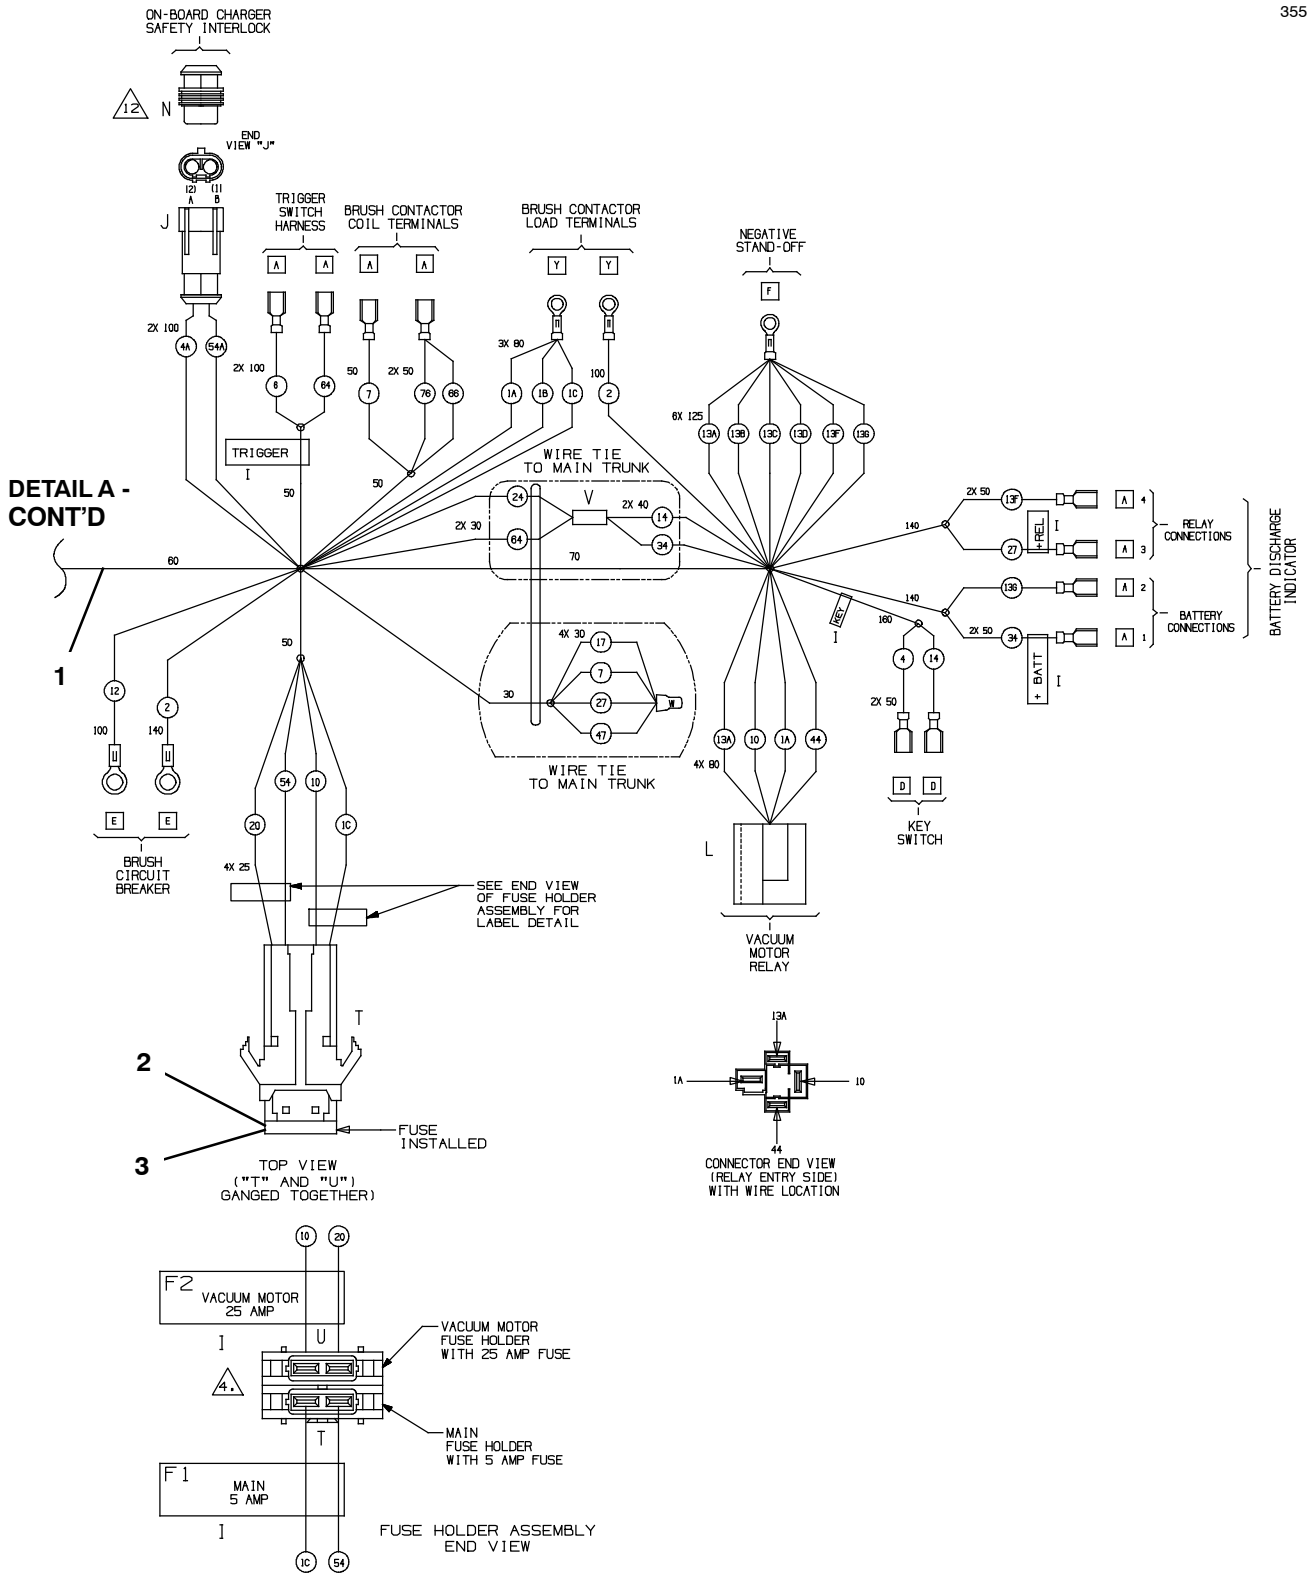 355
ON-BOARD CHARGER
SAFETY INTERLOCK
12
N
END
VIEW "J"
(2) (1)
A B
J
TRIGGER
SWITCH
HARNESS
BRUSH CONTACTOR
COIL TERMINALS
BRUSH CONTACTOR
LOAD TERMINALS
NEGATIVE
STAND-OFF
A A A A Y Y F
2X 100
4A 54A
2X 100
6 64
50
7
2X 50
76 66
3X 80
1A 1B 1C
100
2
6X 125
13A 13B 13C 13D 13F 13G
TRIGGER
I
50
50
WIRE TIE
TO MAIN TRUNK
24
V
2X 40
14
2X 30
64
34
70
DETAIL A -
CONT'D
60
1
2X 50
13F
A 4
140
+REL
I
27
A 3
RELAY
CONNECTIONS
13G
A 2
140
2X 50
34
A 1
+ BATT
I
BATTERY
CONNECTIONS
BATTERY DISCHARGE
INDICATOR
KEY
I
160
4 14
2X 50
D D
KEY
SWITCH
50
12
2
100
140
E E
BRUSH
CIRCUIT
BREAKER
30
4X 30
17
7
27
47
W
WIRE TIE
TO MAIN TRUNK
54 10
20 1C
4X 25
SEE END VIEW
OF FUSE HOLDER
ASSEMBLY FOR
LABEL DETAIL
13A 10 1A 44
4X 80
L
VACUUM
MOTOR
RELAY
T
2
3
FUSE
INSTALLED
TOP VIEW
("T" AND "U")
GANGED TOGETHER)
13A
1A
10
44
CONNECTOR END VIEW
(RELAY ENTRY SIDE)
WITH WIRE LOCATION
10 20
F2
VACUUM MOTOR
25 AMP
I
U
4.
VACUUM MOTOR
FUSE HOLDER
WITH 25 AMP FUSE
MAIN
FUSE HOLDER
WITH 5 AMP FUSE
T
F1
MAIN
5 AMP
I
1C 54
FUSE HOLDER ASSEMBLY
END VIEW